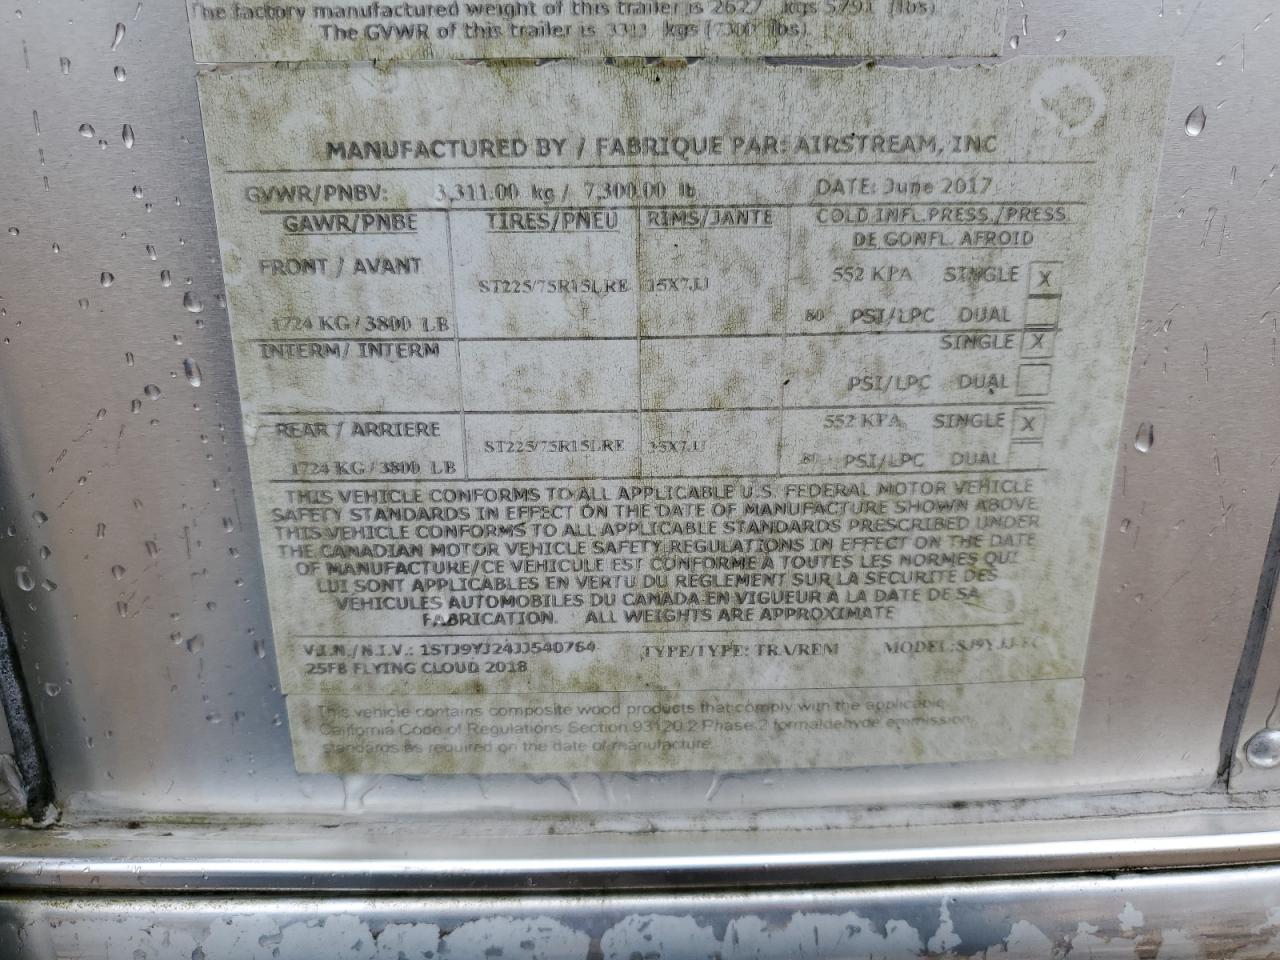 The factory manufactured weight of this trailer is 2627 kgs 5791 (lbs)
The GVWR of this trailer is 3311 kgs (7300 lbs)
MANUFACTURED BY / FABRIQUE PAR: AIRSTREAM, INC
GVWR/PNBV: 3,311.00 kg / 7,300.00 lb DATE: June 2017
GAWR/PNBE TIRES/PNEU RIMS/JANTE COLD INFL.PRESS./PRESS.
DE GONFL. AFROID
FRONT / AVANT 552 KPA SINGLE X
ST225/75R15LRE 15X7JJ
1724 KG / 3800 LB 80 PSI/LPC DUAL
INTERM/ INTERM SINGLE X
PSI/LPC DUAL
REAR / ARRIERE 552 KPA SINGLE X
ST225/75R15LRE 15X7JJ
1724 KG / 3800 LB 80 PSI/LPC DUAL
THIS VEHICLE CONFORMS TO ALL APPLICABLE U.S. FEDERAL MOTOR VEHICLE
SAFETY STANDARDS IN EFFECT ON THE DATE OF MANUFACTURE SHOWN ABOVE
THIS VEHICLE CONFORMS TO ALL APPLICABLE STANDARDS PRESCRIBED UNDER
THE CANADIAN MOTOR VEHICLE SAFETY REGULATIONS IN EFFECT ON THE DATE
OF MANUFACTURE/CE VEHICULE EST CONFORME A TOUTES LES NORMES QUI
LUI SONT APPLICABLES EN VERTU DU REGLEMENT SUR LA SECURITE DES
VEHICULES AUTOMOBILES DU CANADA EN VIGUEUR A LA DATE DE SA
FABRICATION. ALL WEIGHTS ARE APPROXIMATE
V.I.N./N.I.V.: 1STJ9YJ24JJ540764 TYPE/TYPE: TRA/REM MODEL:
25FB FLYING CLOUD 2018
This vehicle contains composite wood products that comply with the applicable
California Code of Regulations Section 93120.2 Phase 2 formaldehyde emmission
standards as required on the date of manufacture.